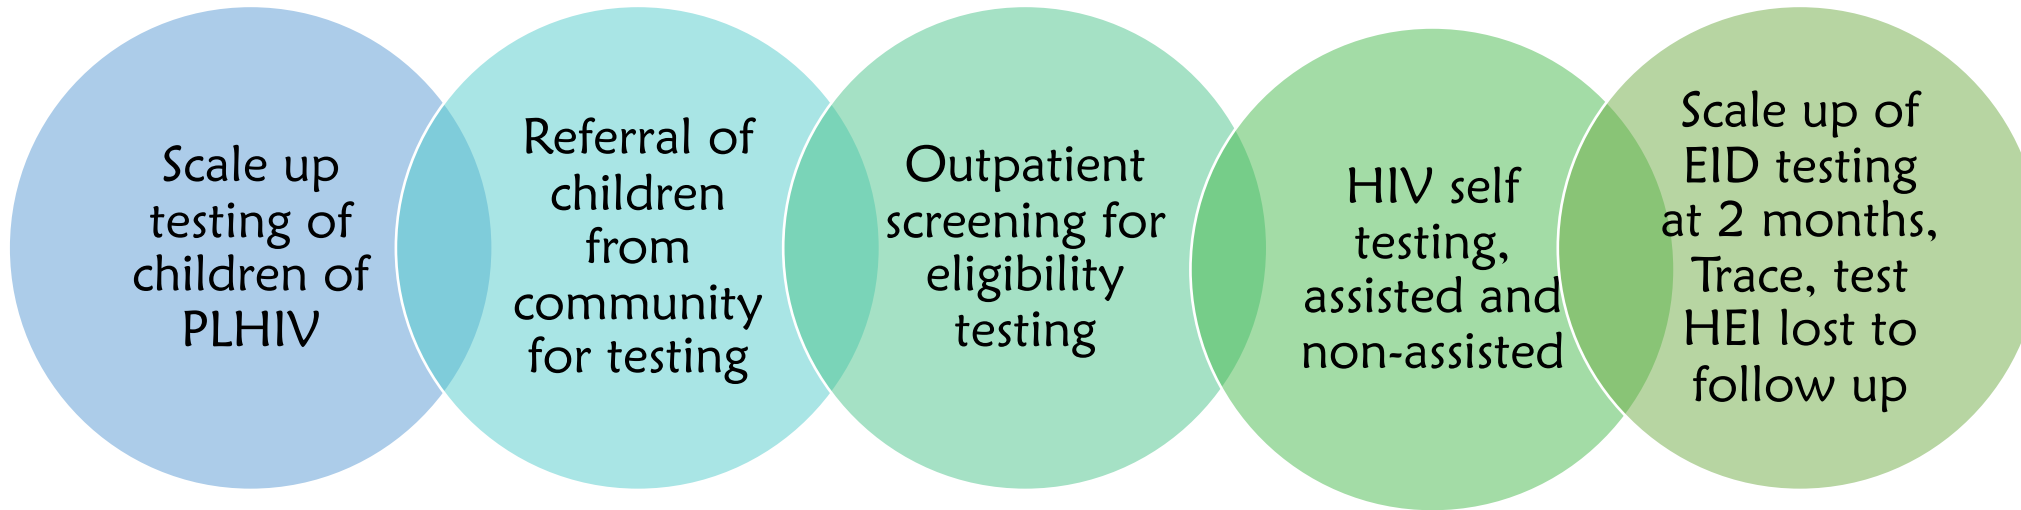 Scale up
testing of
children of
PLHIV
Referral of
children
from
community
for testing
Outpatient
screening for
eligibility
testing
HIV self
testing,
assisted and
non-assisted
Scale up of
EID testing
at 2 months,
Trace, test
HEI lost to
follow up